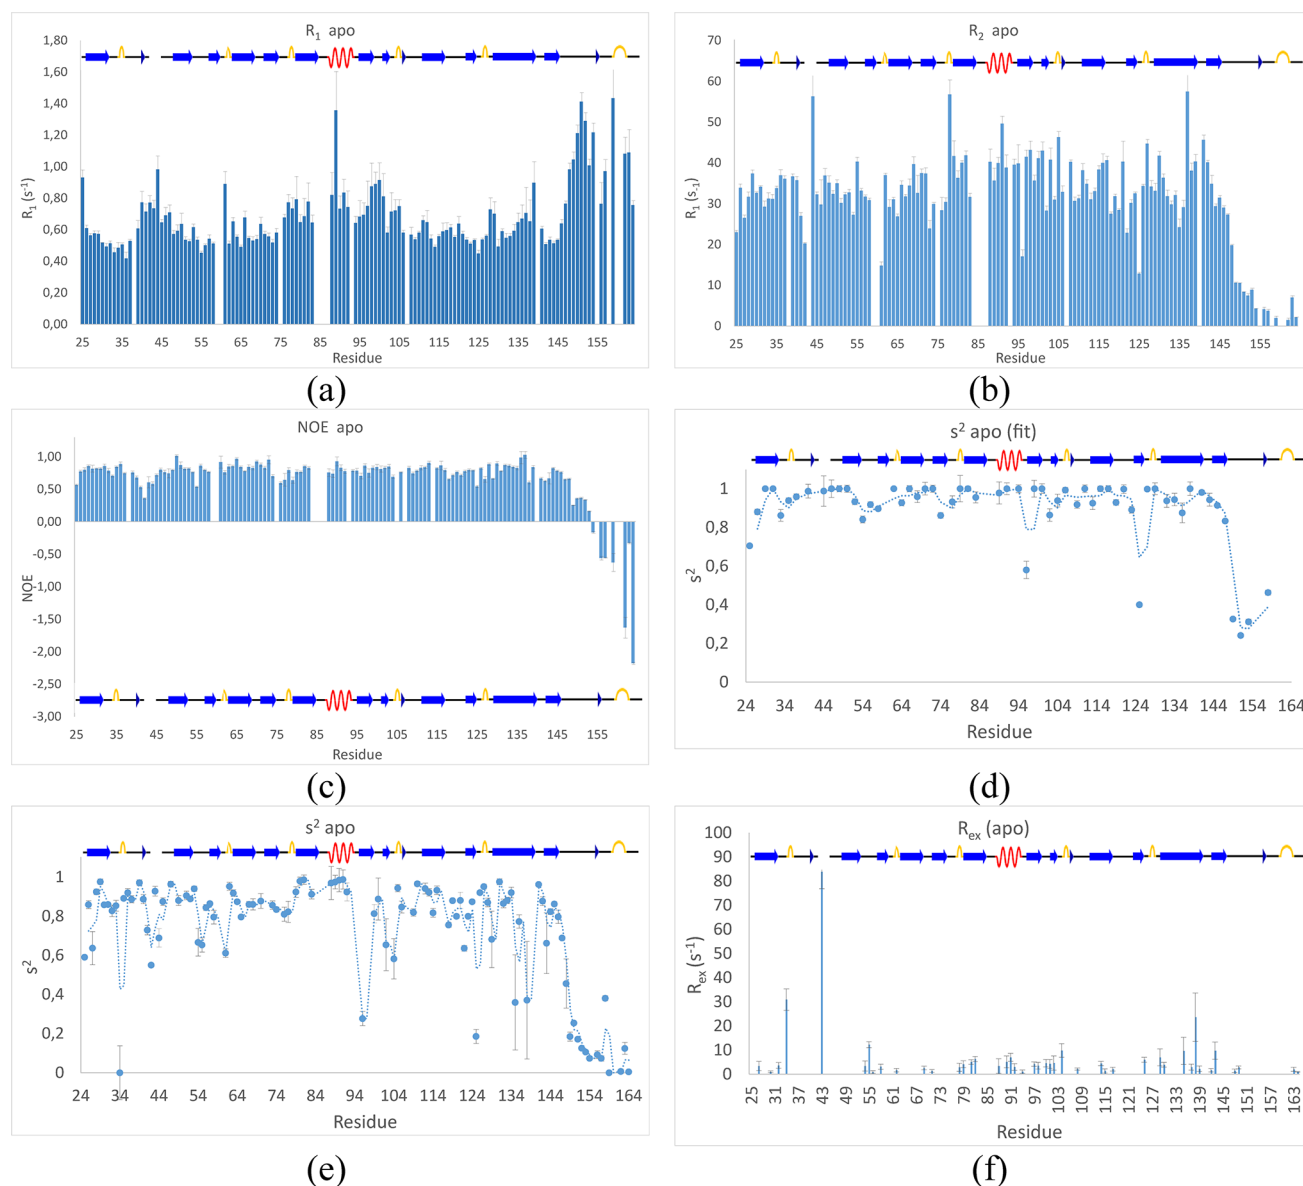 R1 apo
R1 (s-1)
1,80
1,60
1,40
1,20
1,00
0,80
0,60
0,40
0,20
0,00
25 35 45 55 65 75 85 95 105 115 125 135 145 155
Residue
(a)
R2 apo
R1 (s-1)
70
60
50
40
30
20
10
0
25 35 45 55 65 75 85 95 105 115 125 135 145 155
Residue
(b)
NOE apo
NOE
1,00
0,50
0,00
-0,50
-1,00
-1,50
-2,00
-2,50
-3,00
25 35 45 55 65 75 85 95 105 115 125 135 145 155
Residue
(c)
s2 apo (fit)
s2
1
0,8
0,6
0,4
0,2
0
24 34 44 54 64 74 84 94 104 114 124 134 144 154 164
Residue
(d)
s2 apo
s2
1
0,8
0,6
0,4
0,2
0
24 34 44 54 64 74 84 94 104 114 124 134 144 154 164
Residue
(e)
Rex (apo)
Rex (s-1)
100
90
80
70
60
50
40
30
20
10
0
25 31 37 43 49 55 61 67 73 79 85 91 97 103 109 115 121 127 133 139 145 151 157 163
Residue
(f)